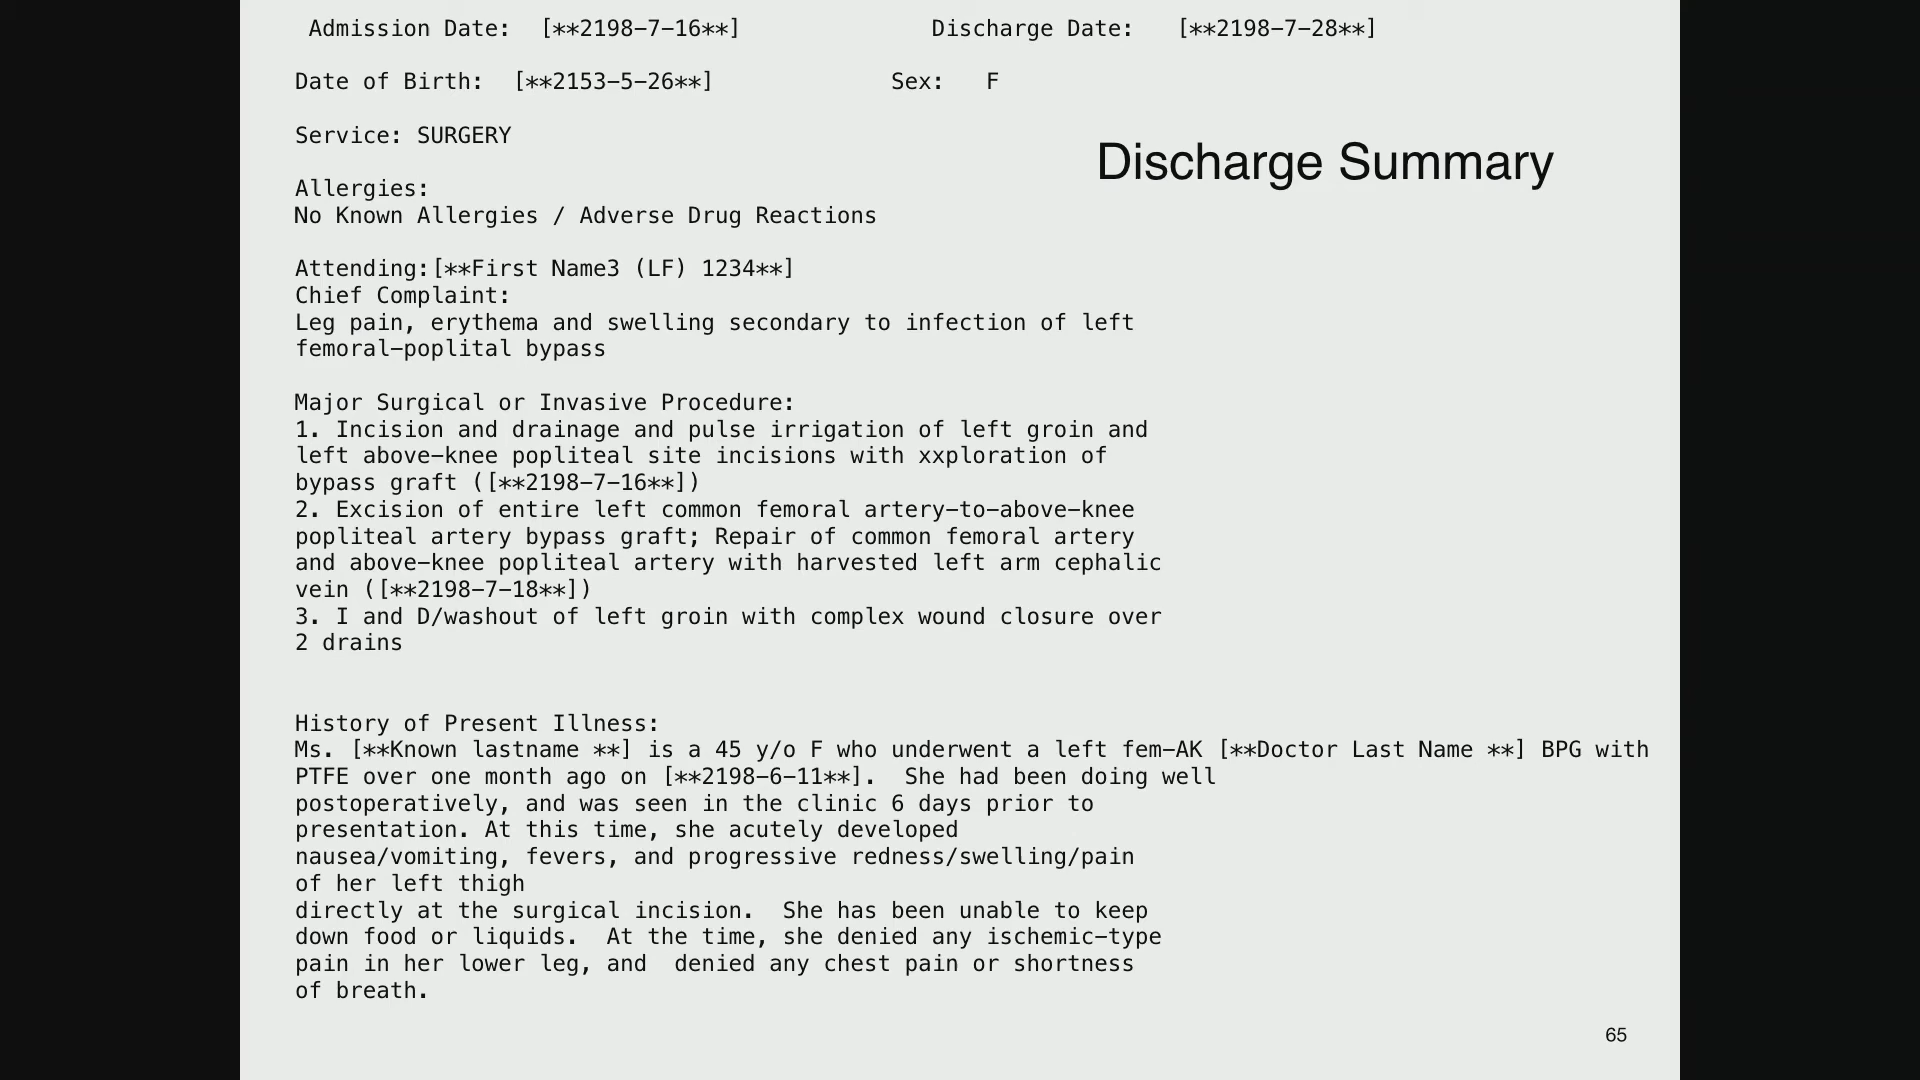 Admission Date: [**2198-7-16**] Discharge Date: [**2198-7-28**]
Date of Birth: [**2153-5-26**] Sex: F
Service: SURGERY
Discharge Summary
Allergies:
No Known Allergies / Adverse Drug Reactions
Attending:[**First Name3 (LF) 1234**]
Chief Complaint:
Leg pain, erythema and swelling secondary to infection of left
femoral-poplital bypass
Major Surgical or Invasive Procedure:
1. Incision and drainage and pulse irrigation of left groin and
left above-knee popliteal site incisions with xxploration of
bypass graft ([**2198-7-16**])
2. Excision of entire left common femoral artery-to-above-knee
popliteal artery bypass graft; Repair of common femoral artery
and above-knee popliteal artery with harvested left arm cephalic
vein ([**2198-7-18**])
3. I and D/washout of left groin with complex wound closure over
2 drains
History of Present Illness:
Ms. [**Known lastname **] is a 45 y/o F who underwent a left fem-AK [**Doctor Last Name **] BPG with
PTFE over one month ago on [**2198-6-11**].  She had been doing well
postoperatively, and was seen in the clinic 6 days prior to
presentation. At this time, she acutely developed
nausea/vomiting, fevers, and progressive redness/swelling/pain
of her left thigh
directly at the surgical incision.  She has been unable to keep
down food or liquids.  At the time, she denied any ischemic-type
pain in her lower leg, and  denied any chest pain or shortness
of breath.
65